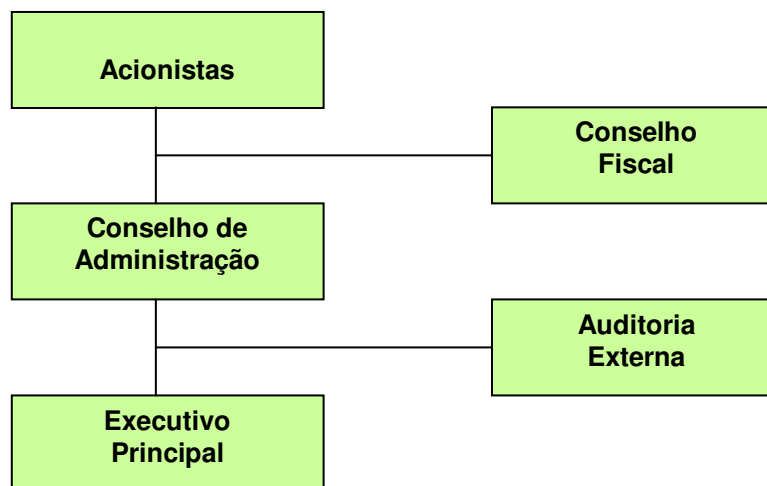 Acionistas
Conselho
Fiscal
Conselho de
Administração
Auditoria
Externa
Executivo
Principal